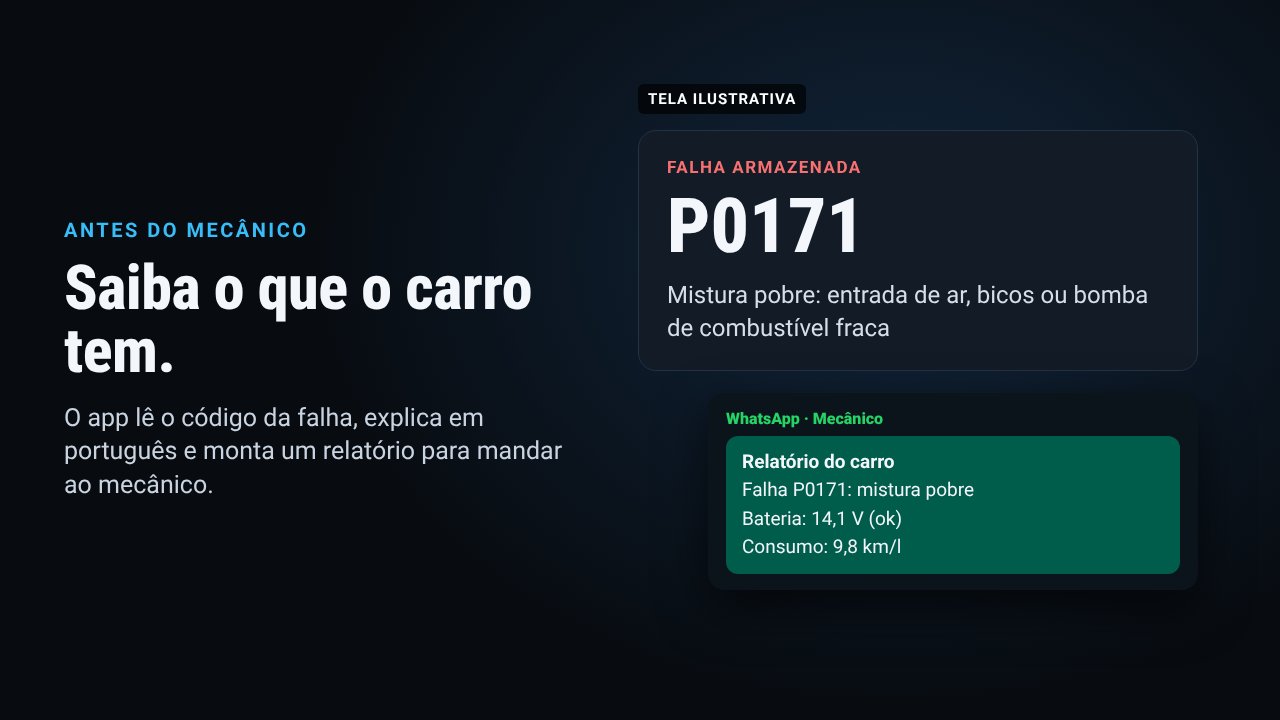 ANTES DO MECÂNICO
Saiba o que o carro
tem.
O app lê o código da falha, explica em
português e monta um relatório para mandar
ao mecânico.
TELA ILUSTRATIVA
FALHA ARMAZENADA
P0171
Mistura pobre: entrada de ar, bicos ou bomba
de combustível fraca
WhatsApp · Mecânico
Relatório do carro
Falha P0171: mistura pobre
Bateria: 14,1 V (ok)
Consumo: 9,8 km/l